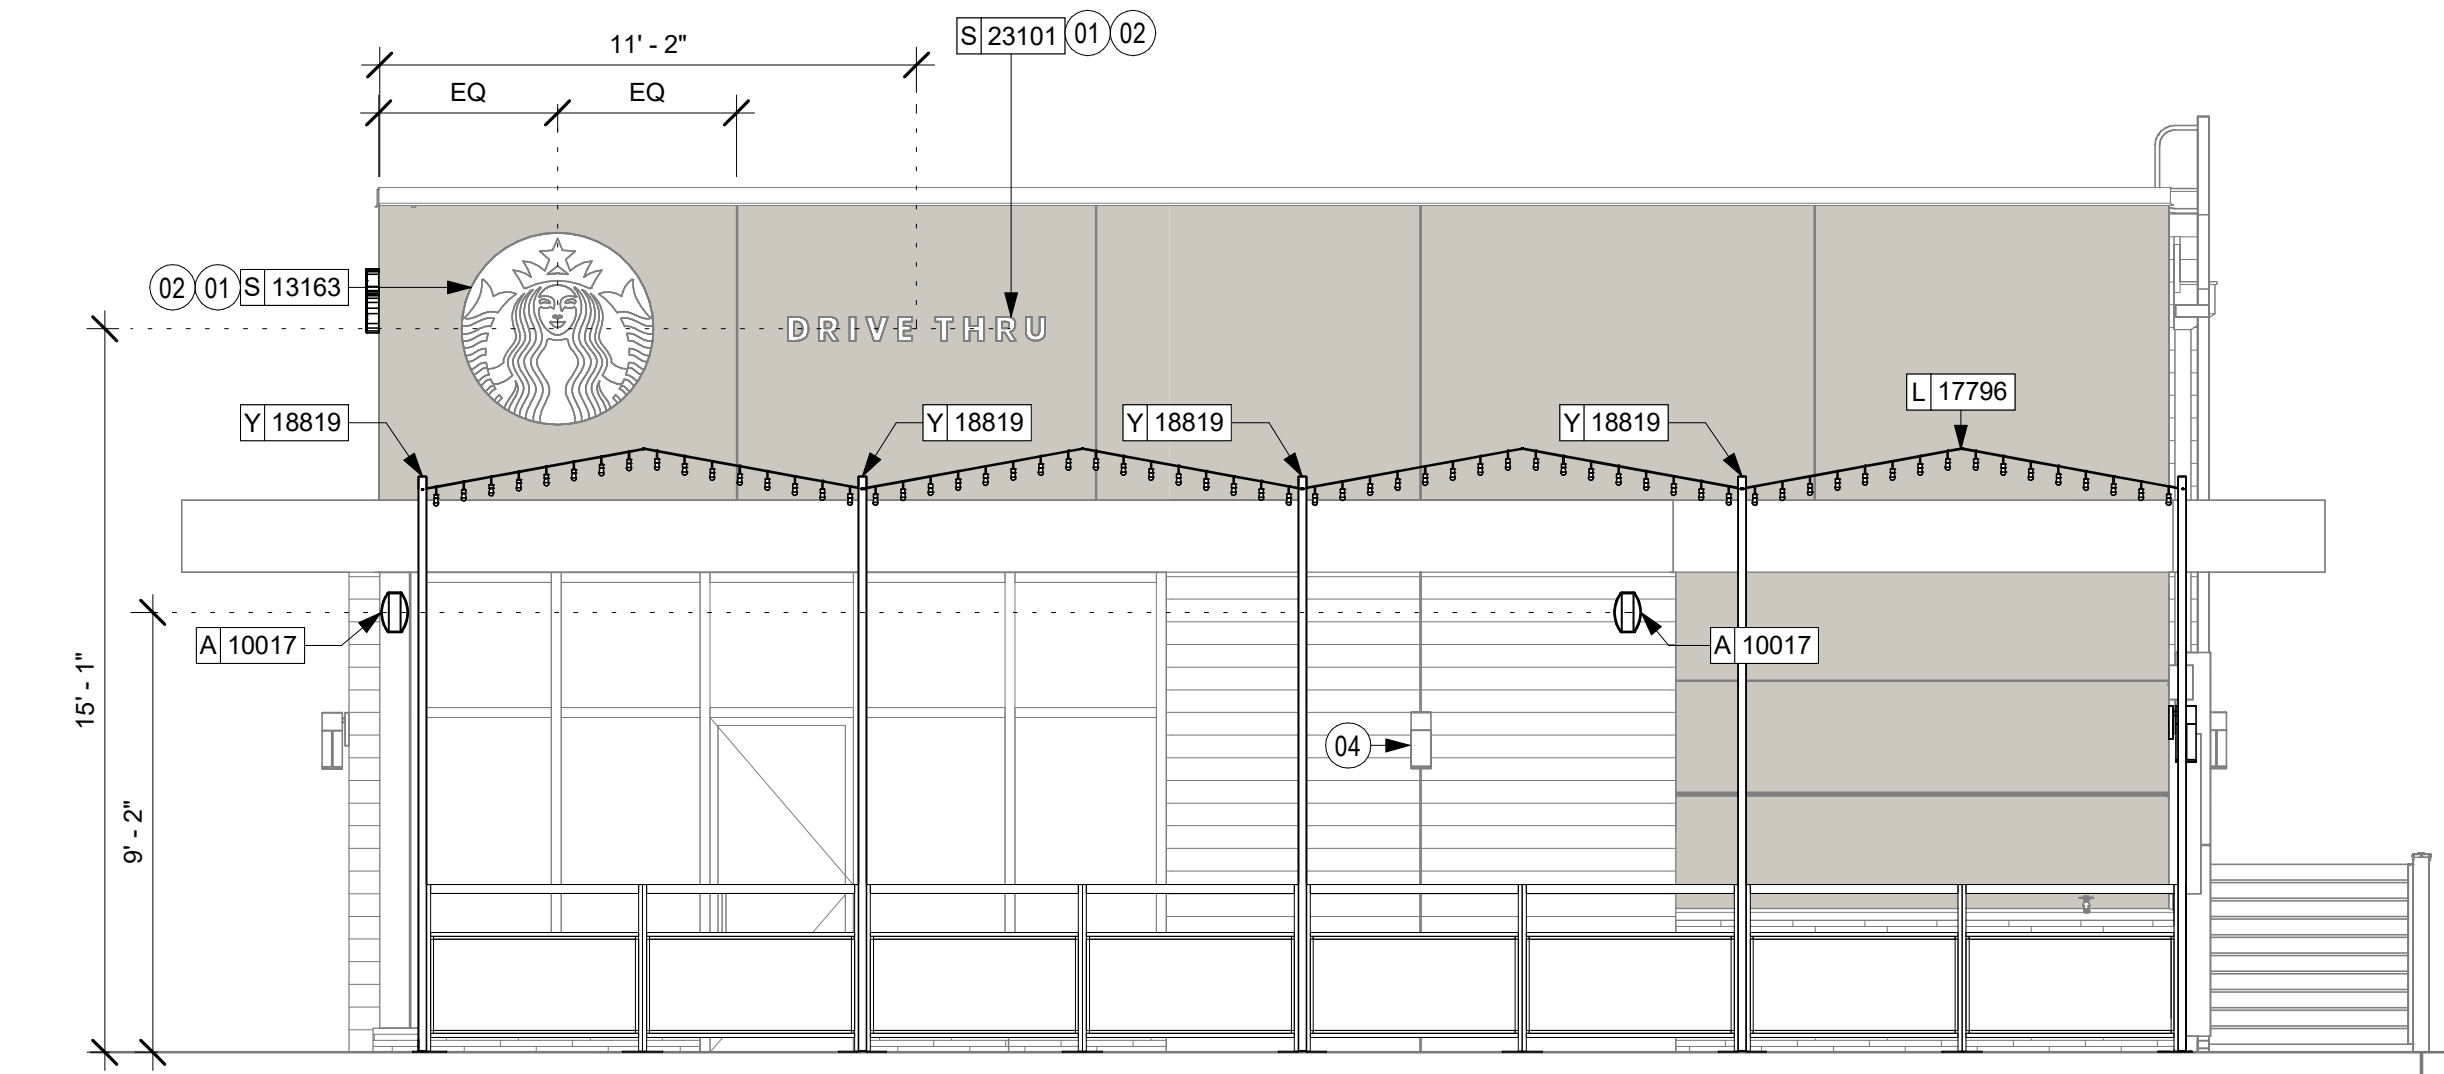 11' - 2"
S 23101 01 02
EQ EQ
02 01 S 13163
DRIVE THRU
L 17796
Y 18819
Y 18819
Y 18819
Y 18819
A 10017
A 10017
15' - 1"
04
9' - 2"